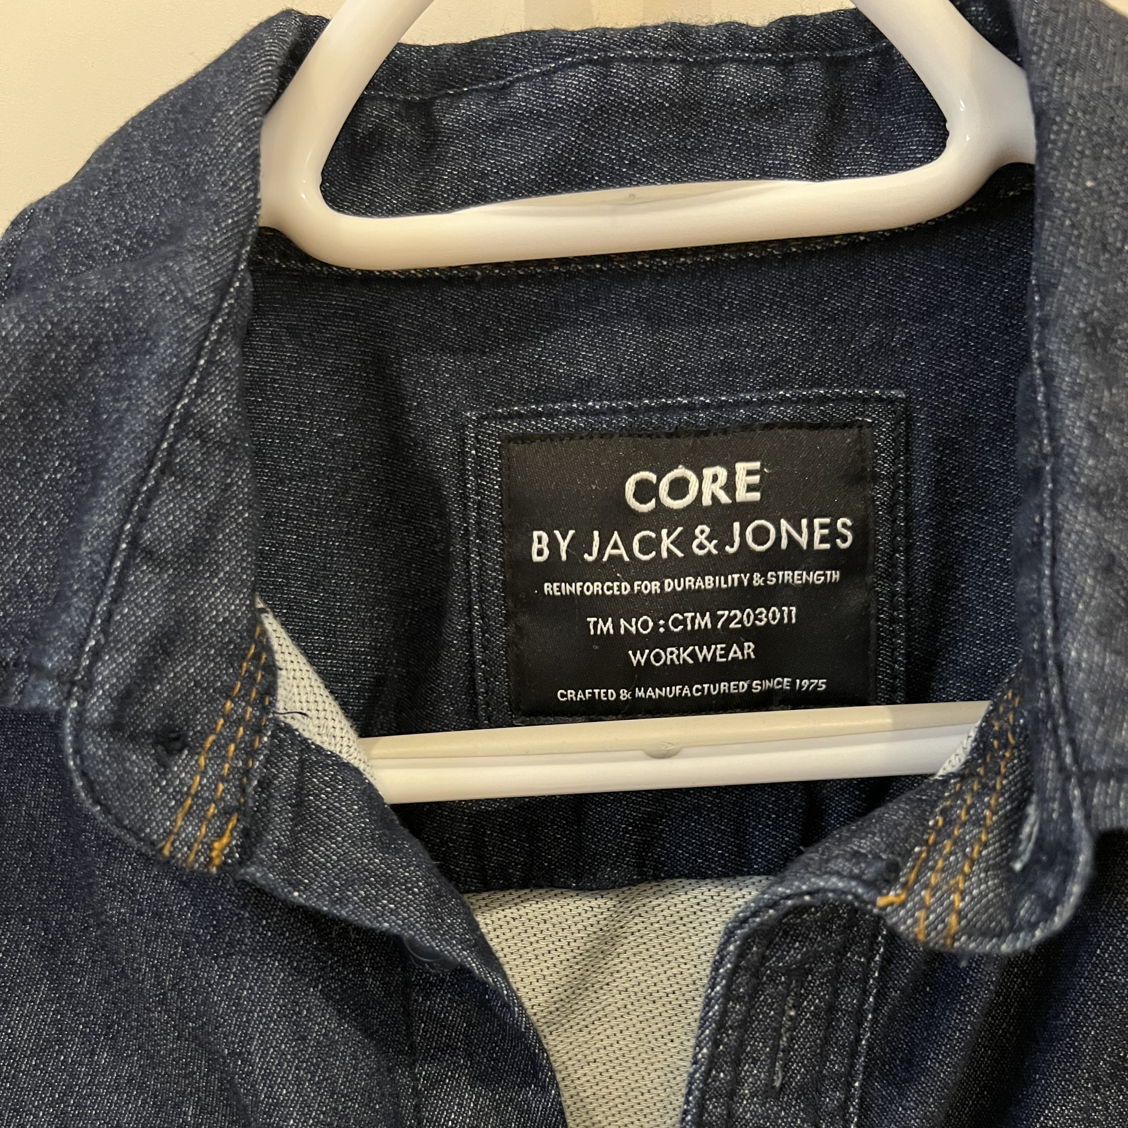 CORE
BY JACK & JONES
REINFORCED FOR DURABILITY & STRENGTH
TM NO : CTM 7203011
WORKWEAR
CRAFTED & MANUFACTURED SINCE 1975